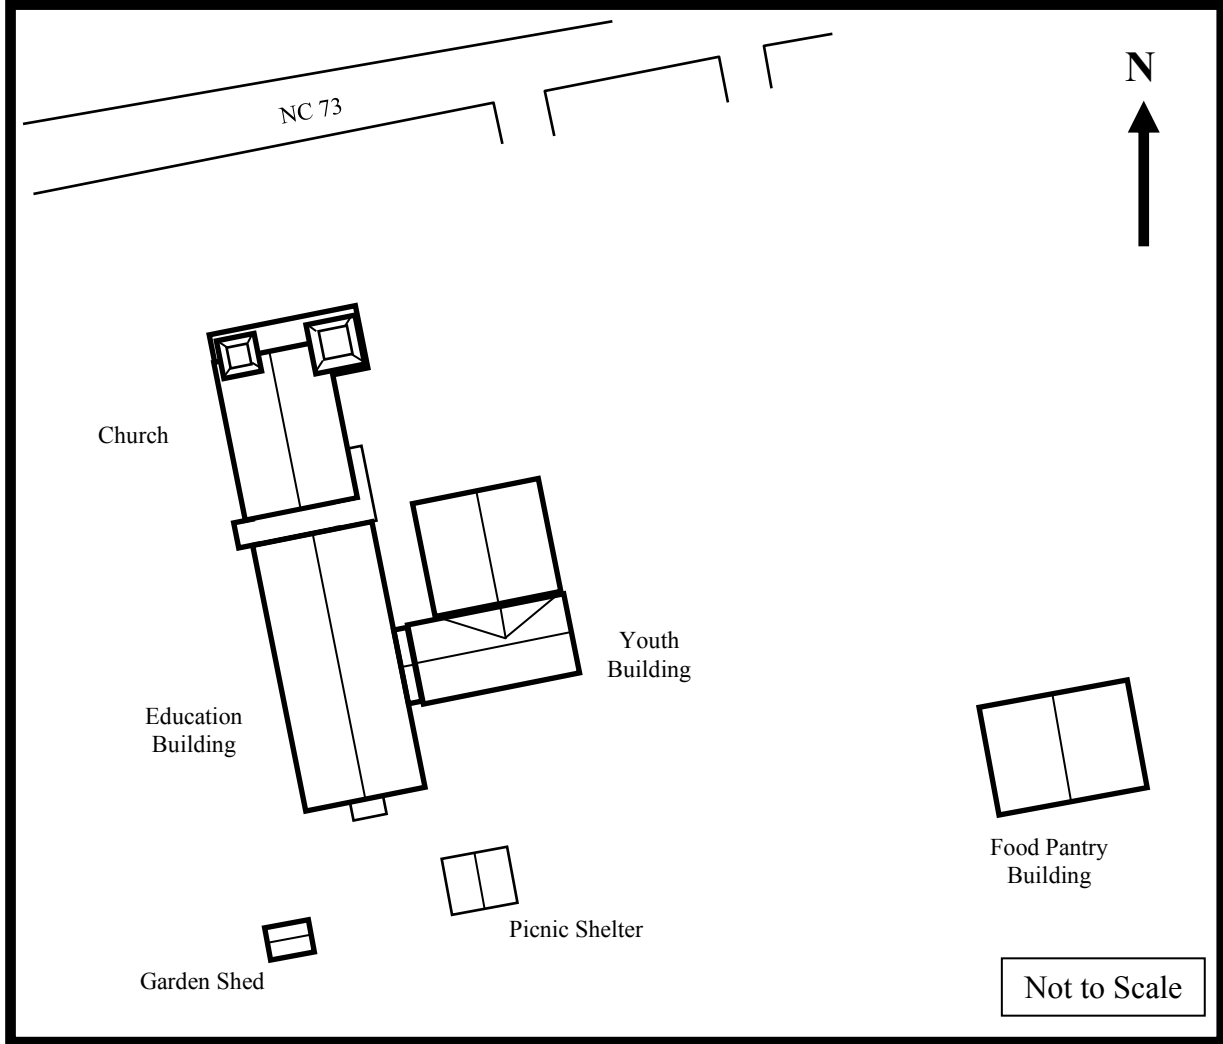 N
NC 73
Church
Youth
Building
Education
Building
Food Pantry
Building
Picnic Shelter
Garden Shed
Not to Scale